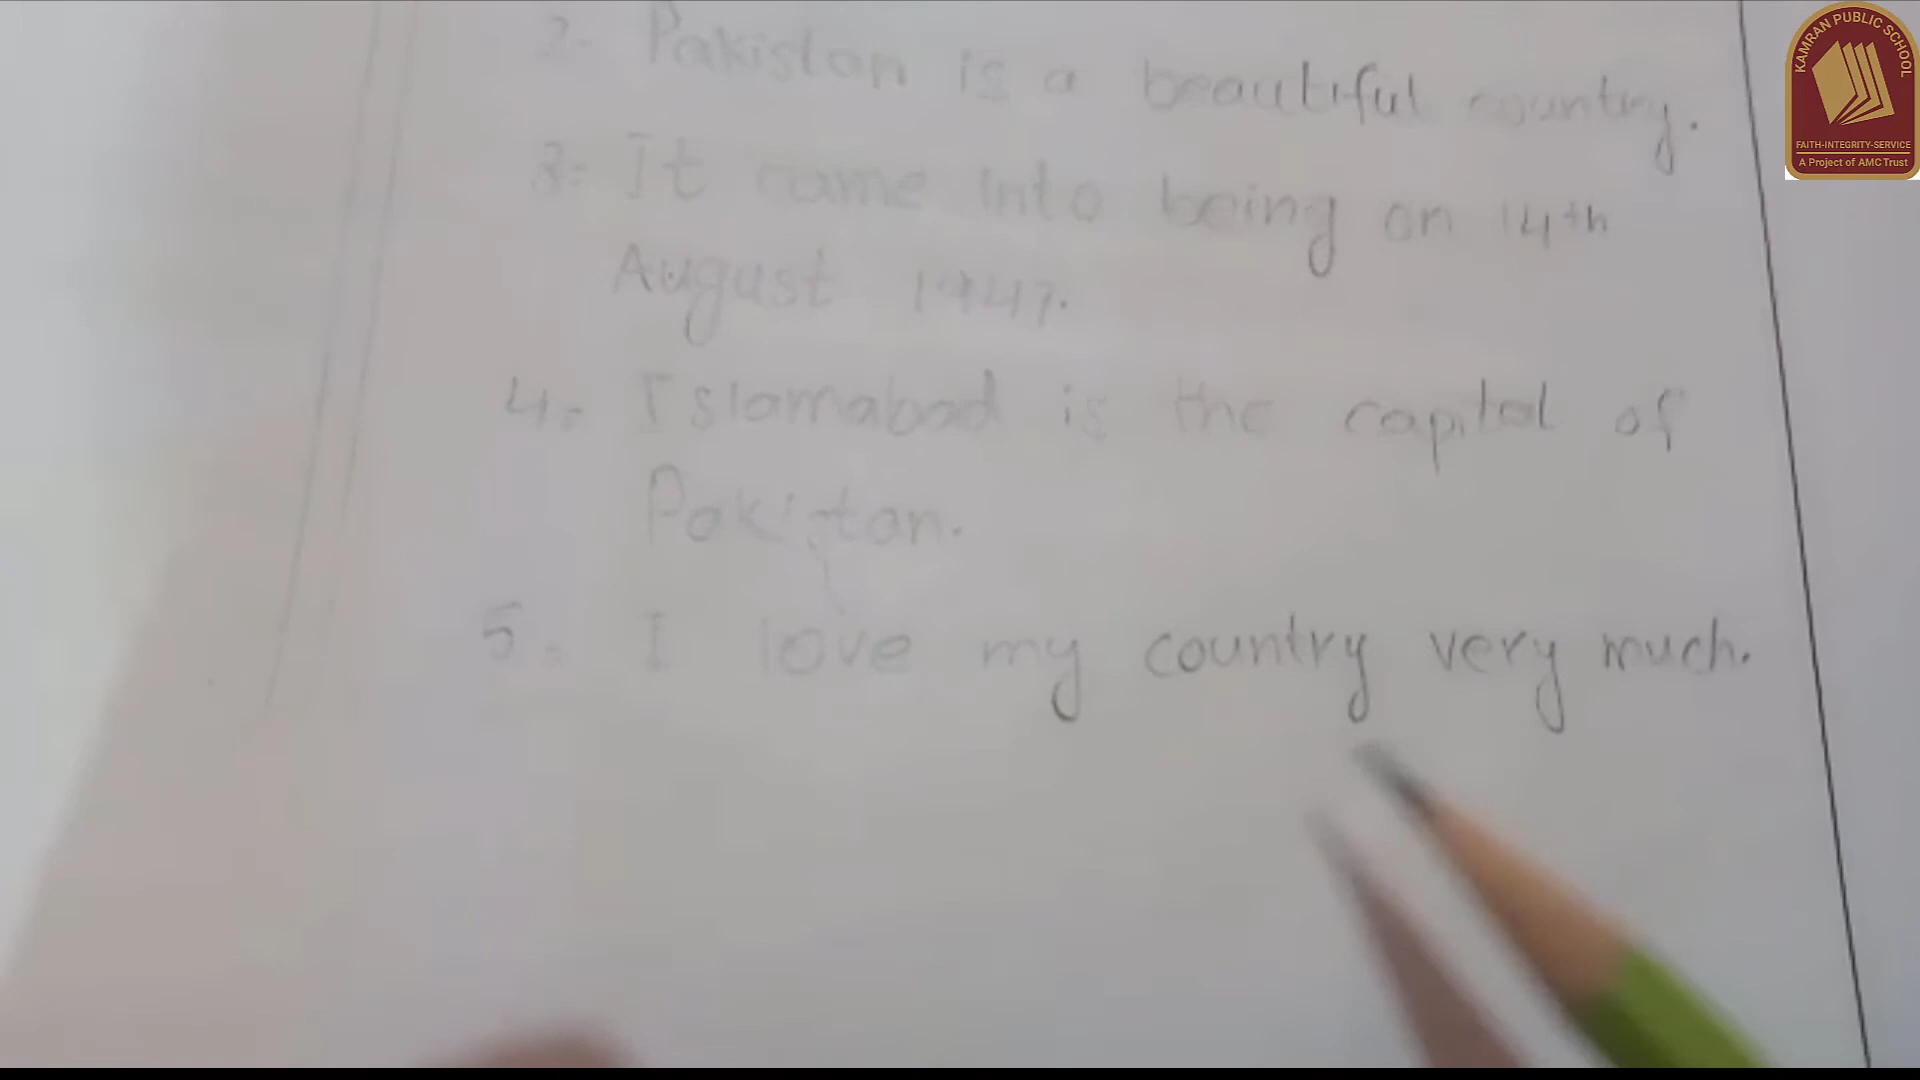 2- Pakistan is a beautiful country.
3- It came into being on 14th
August 1947.
4- Islamabad is the capital of
Pakistan.
5- I love my country very much.
KAMRAN PUBLIC SCHOOL
FAITH-INTEGRITY-SERVICE
A Project of AMC Trust